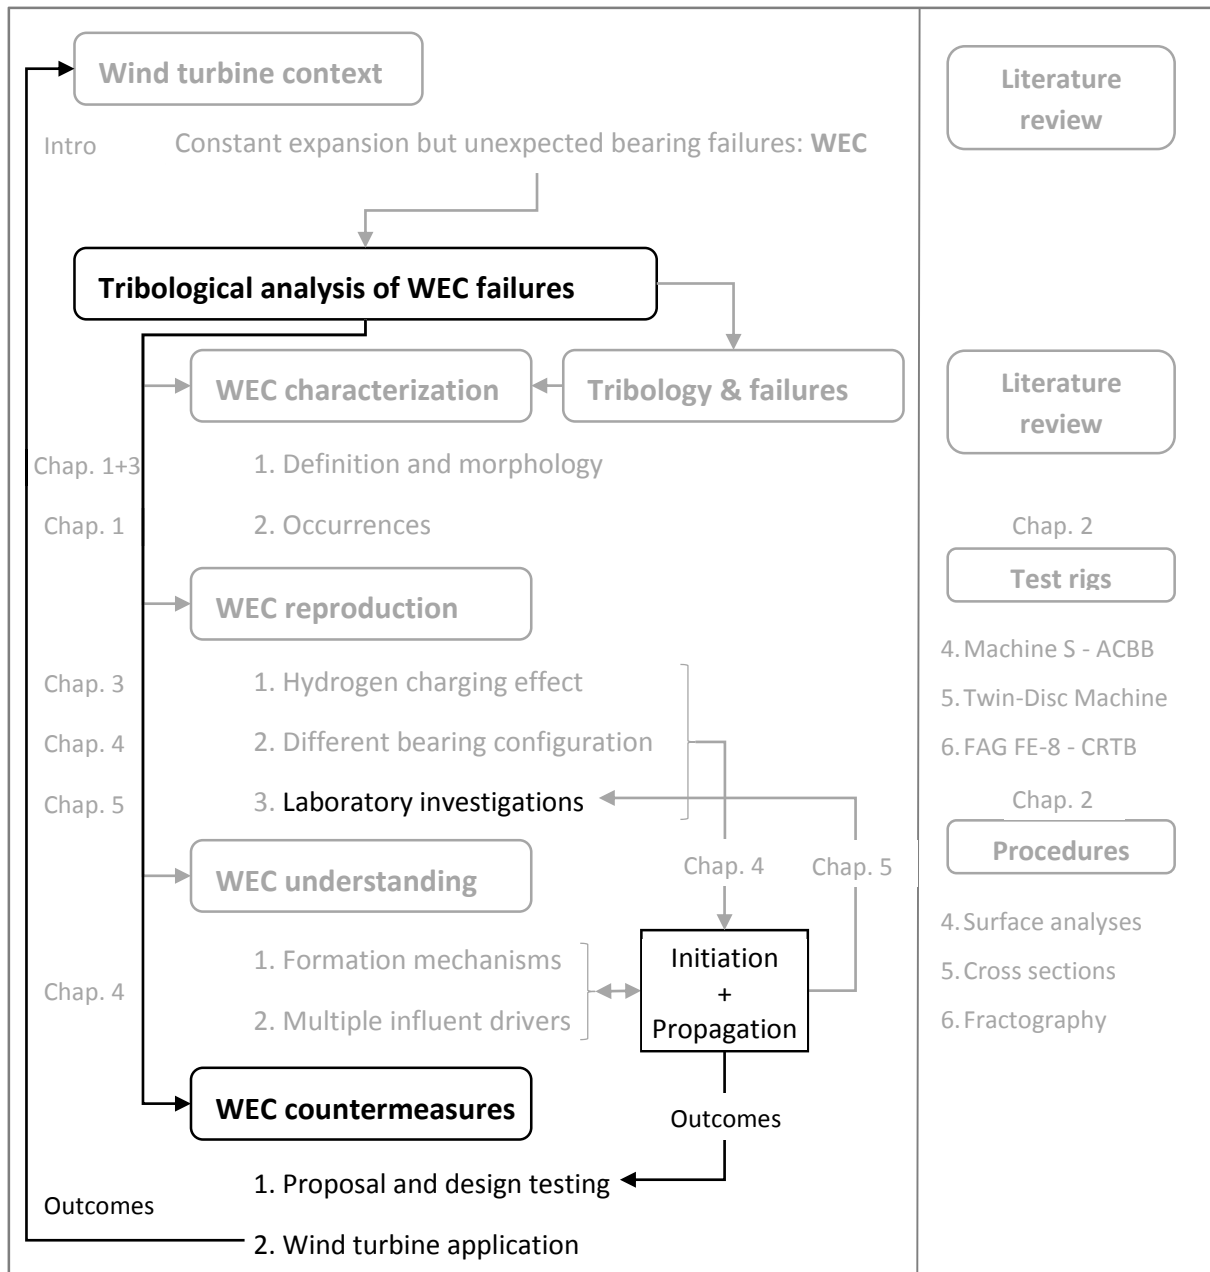 Wind turbine context
Intro
Constant expansion but unexpected bearing failures: WEC
Tribological analysis of WEC failures
WEC characterization
Tribology & failures
Chap. 1+3
1. Definition and morphology
Chap. 1
2. Occurrences
WEC reproduction
Chap. 3
1. Hydrogen charging effect
Chap. 4
2. Different bearing configuration
Chap. 5
3. Laboratory investigations
Chap. 4
Chap. 5
WEC understanding
1. Formation mechanisms
Chap. 4
2. Multiple influent drivers
Initiation
+
Propagation
WEC countermeasures
Outcomes
1. Proposal and design testing
Outcomes
2. Wind turbine application
Literature
review
Literature
review
Chap. 2
Test rigs
4. Machine S - ACBB
5. Twin-Disc Machine
6. FAG FE-8 - CRTB
Chap. 2
Procedures
4. Surface analyses
5. Cross sections
6. Fractography